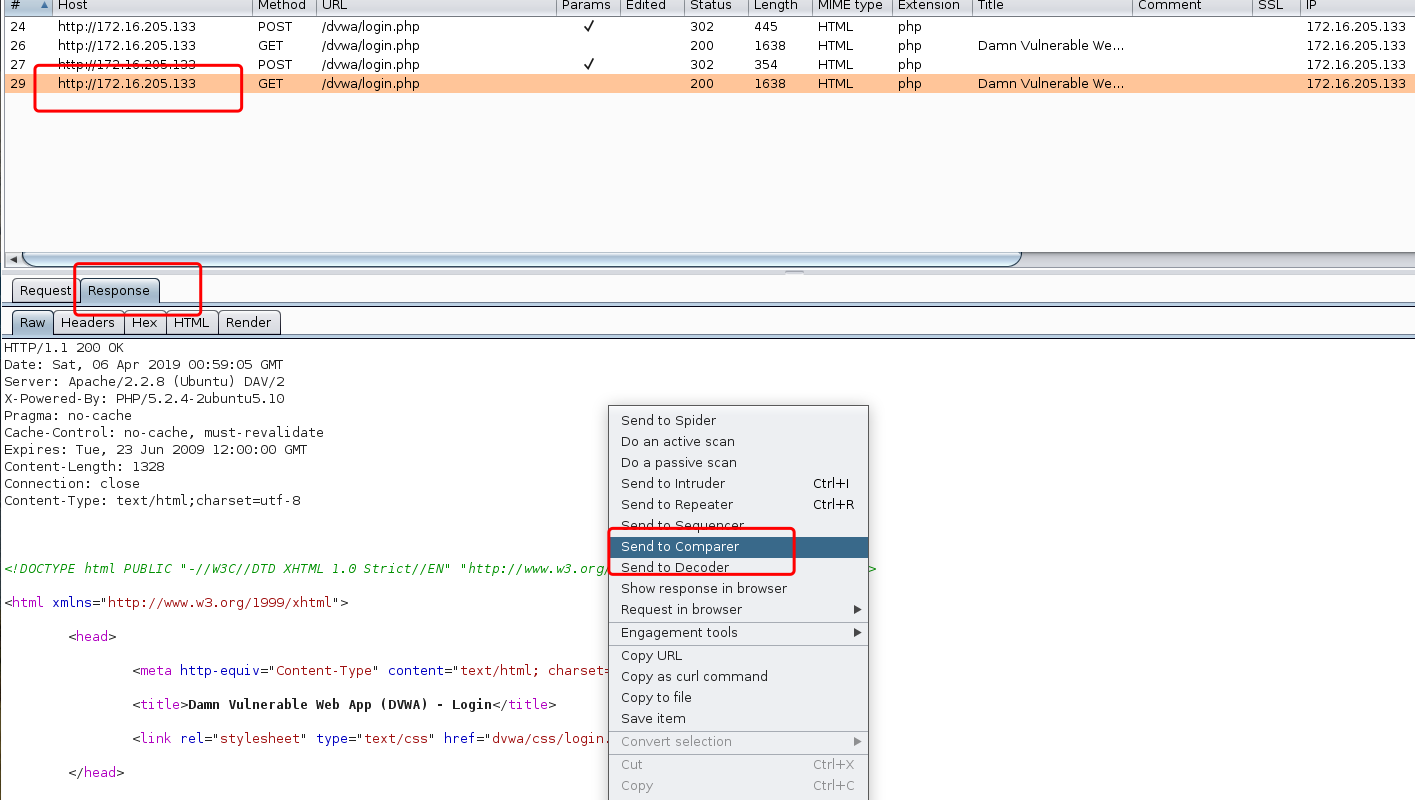 # Host Method URL Params Edited Status Length MIME type Extension Title Comment SSL IP
24 http://172.16.205.133 POST /dvwa/login.php ✓ 302 445 HTML php 172.16.205.133
26 http://172.16.205.133 GET /dvwa/login.php 200 1638 HTML php Damn Vulnerable We... 172.16.205.133
27 http://172.16.205.133 POST /dvwa/login.php ✓ 302 354 HTML php 172.16.205.133
29 http://172.16.205.133 GET /dvwa/login.php 200 1638 HTML php Damn Vulnerable We... 172.16.205.133
Request Response
Raw Headers Hex HTML Render
HTTP/1.1 200 OK
Date: Sat, 06 Apr 2019 00:59:05 GMT
Server: Apache/2.2.8 (Ubuntu) DAV/2
X-Powered-By: PHP/5.2.4-2ubuntu5.10
Pragma: no-cache
Cache-Control: no-cache, must-revalidate
Expires: Tue, 23 Jun 2009 12:00:00 GMT
Content-Length: 1328
Connection: close
Content-Type: text/html;charset=utf-8
<!DOCTYPE html PUBLIC "-//W3C//DTD XHTML 1.0 Strict//EN" "http://www.w3.org/ >
<html xmlns="http://www.w3.org/1999/xhtml">
<head>
<meta http-equiv="Content-Type" content="text/html; charset=
<title>Damn Vulnerable Web App (DVWA) - Login</title>
<link rel="stylesheet" type="text/css" href="dvwa/css/login.
</head>
Send to Spider
Do an active scan
Do a passive scan
Send to Intruder Ctrl+I
Send to Repeater Ctrl+R
Send to Sequencer
Send to Comparer
Send to Decoder
Show response in browser
Request in browser
Engagement tools
Copy URL
Copy as curl command
Copy to file
Save item
Convert selection
Cut Ctrl+X
Copy Ctrl+C